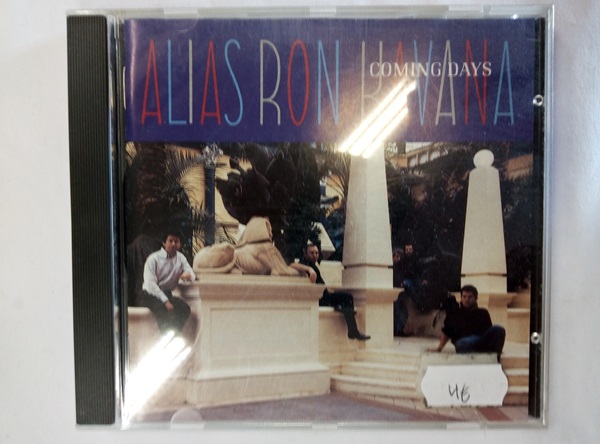 ALIAS RON KAVANA
COMING DAYS
4€